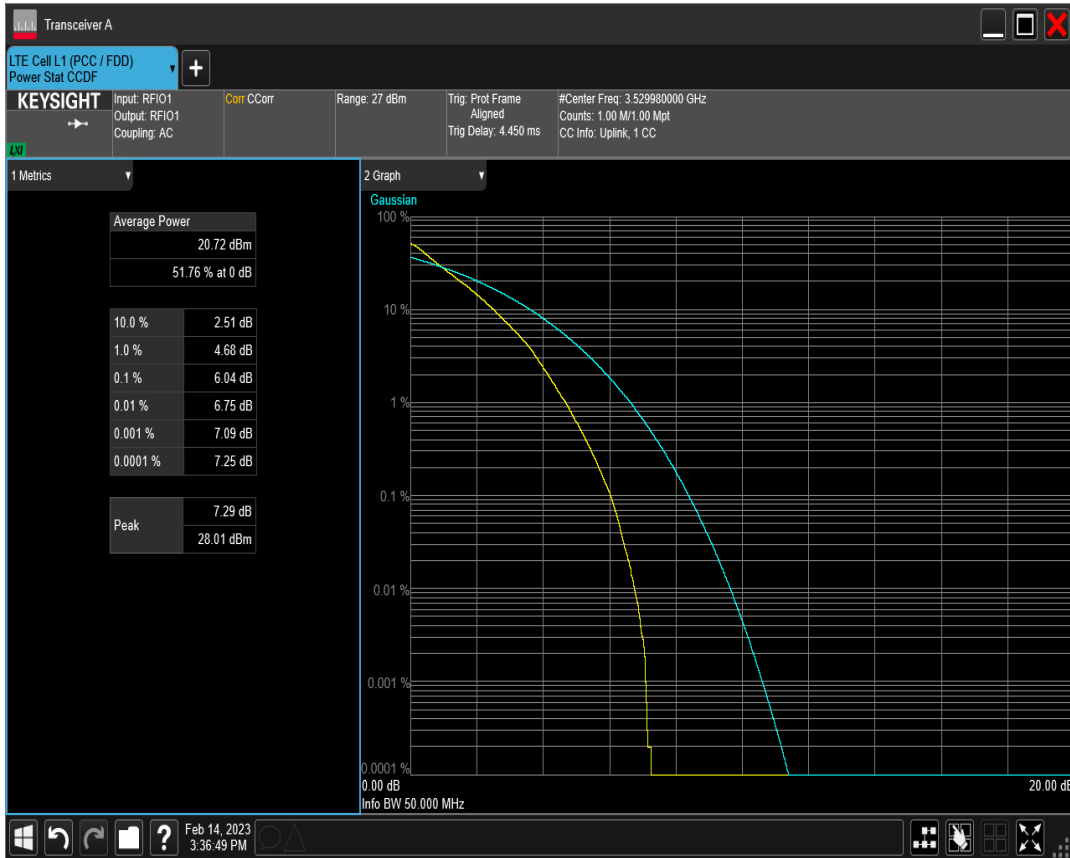 Transceiver A
LTE Cell L1 (PCC / FDD)
Power Stat CCDF
KEYSIGHT
LXI
Input: RFIO1
Output: RFIO1
Coupling: AC
Corr CCorr
Range: 27 dBm
Trig: Prot Frame
Aligned
Trig Delay: 4.450 ms
#Center Freq: 3.529980000 GHz
Counts: 1.00 M/1.00 Mpt
CC Info: Uplink, 1 CC
1 Metrics
Average Power
20.72 dBm
51.76 % at 0 dB
10.0 % 2.51 dB
1.0 % 4.68 dB
0.1 % 6.04 dB
0.01 % 6.75 dB
0.001 % 7.09 dB
0.0001 % 7.25 dB
Peak
7.29 dB
28.01 dBm
2 Graph
Gaussian
100 %
10 %
1 %
0.1 %
0.01 %
0.001 %
0.0001 %
0.00 dB
20.00 dB
Info BW 50.000 MHz
?
Feb 14, 2023
3:36:49 PM